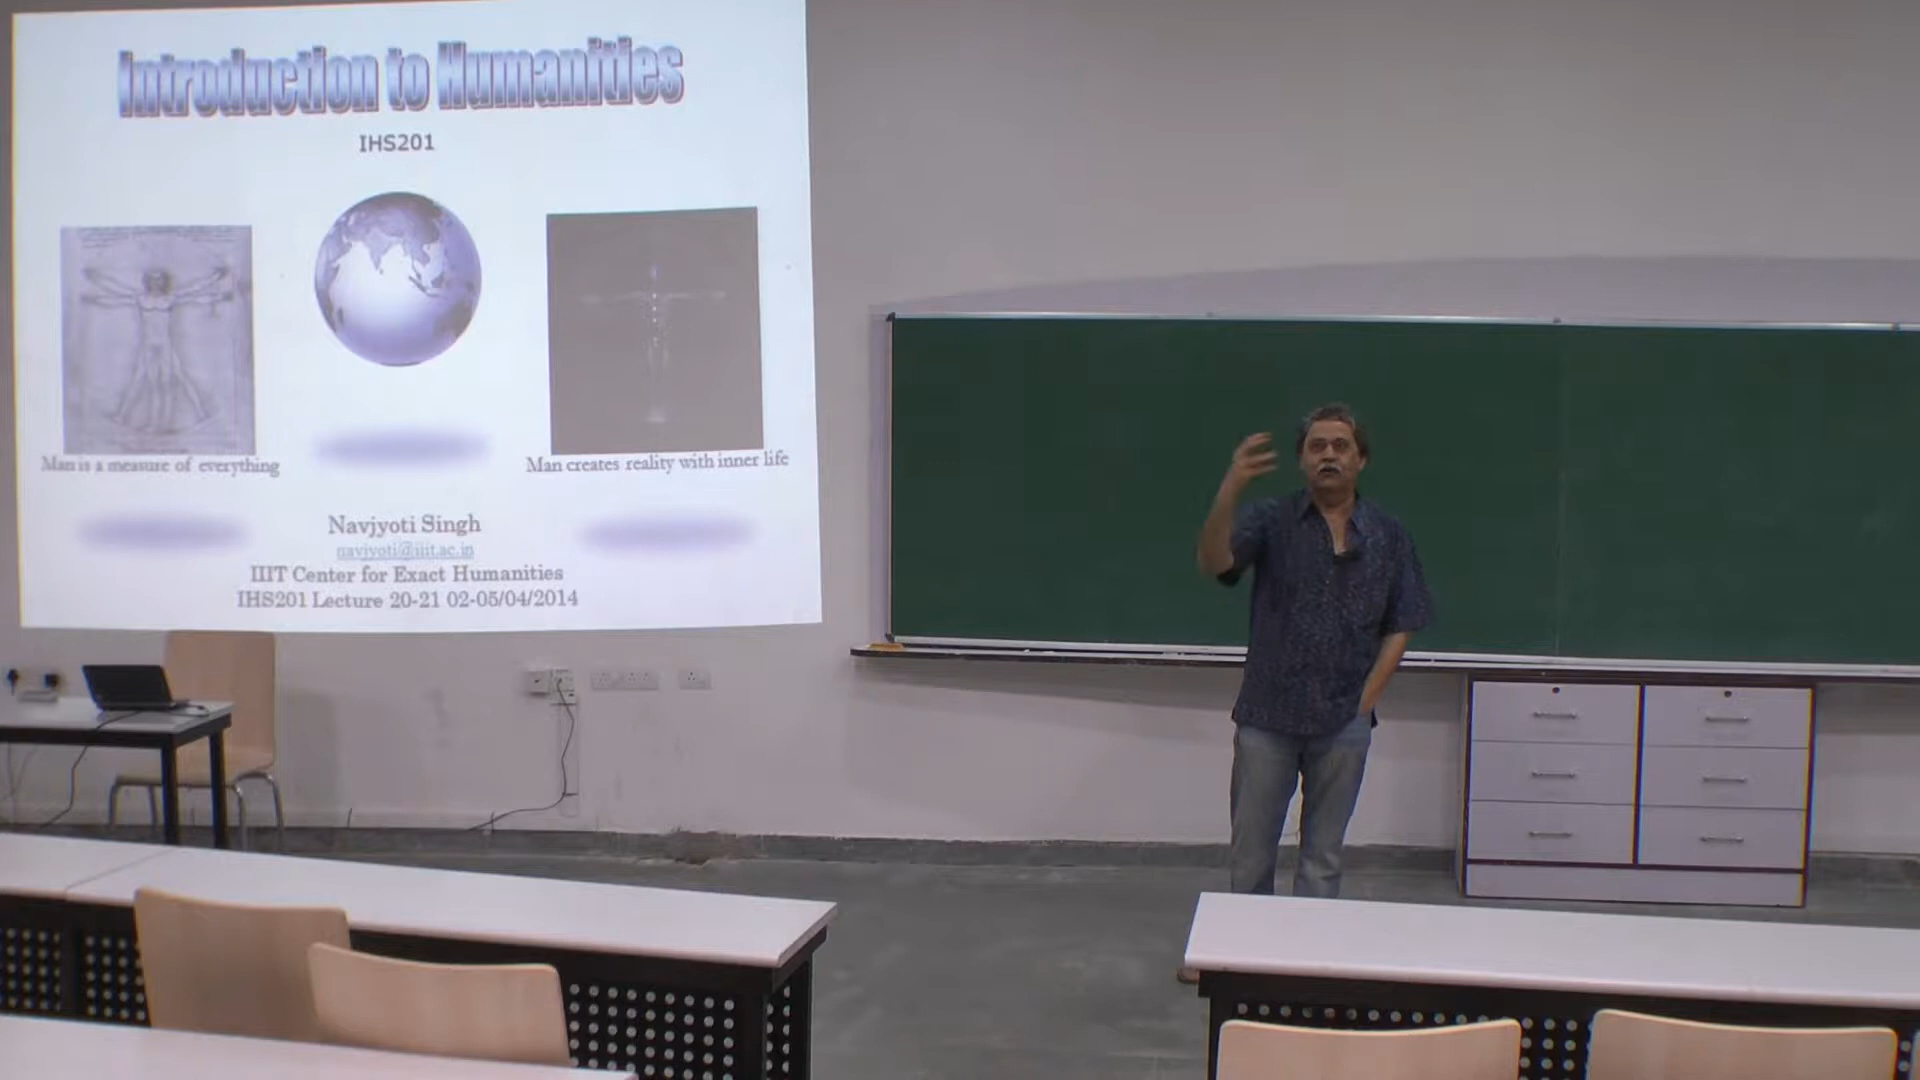 Introduction to Humanities
IHS201
Man is a measure of everything
Man creates reality with inner life
Navjyoti Singh
navjyoti@iiit.ac.in
IIIT Center for Exact Humanities
IHS201 Lecture 20-21 02-05/04/2014